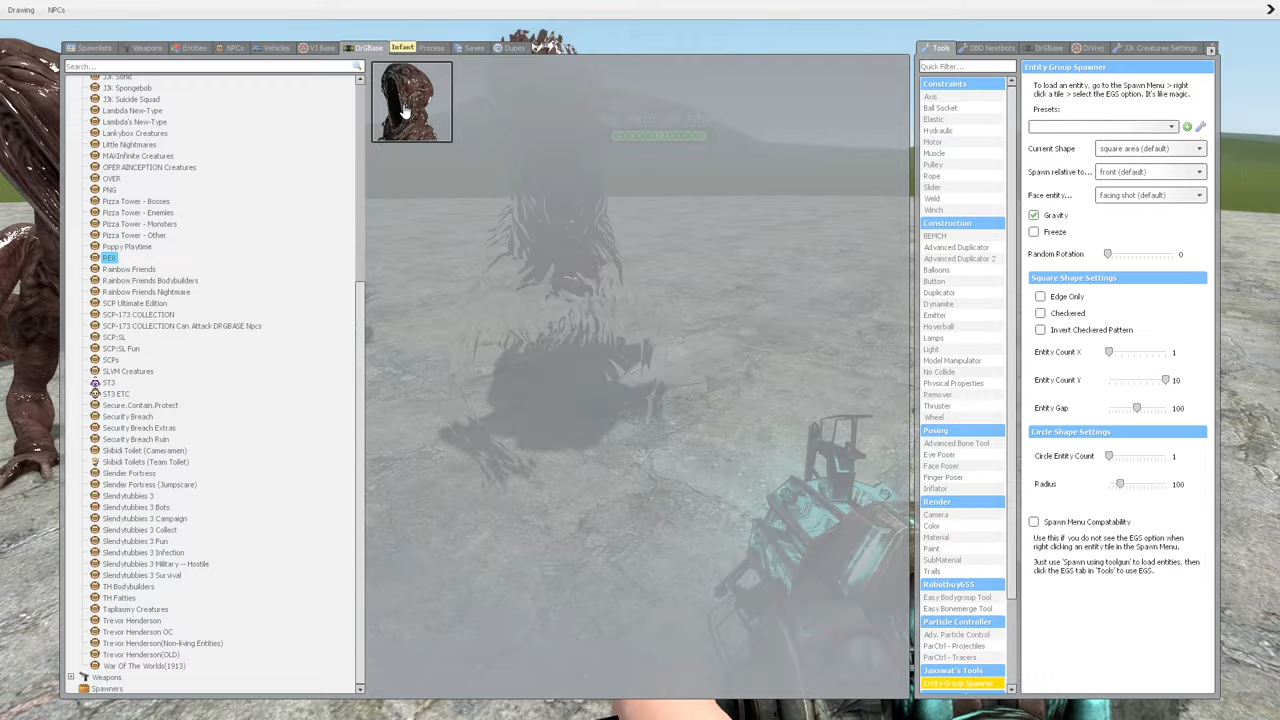 Drawing NPCs
Spawnlists Weapons Entities NPCs Vehicles VJ Base DrGBase Infant Process Saves Dupes
Search...
JJK Sonic
JJk Spongebob
JJk Suicide Squad
Lambda New-Type
Lambda's New-Type
Lankybox Creatures
Little Nightmares
MAXInfinite Creatures
OPERAINCEPTION Creatures
OVER
PNG
Pizza Tower - Bosses
Pizza Tower - Enemies
Pizza Tower - Monsters
Pizza Tower - Other
Poppy Playtime
RE8
Rainbow Friends
Rainbow Friends Bodybuilders
Rainbow Friends Nightmare
SCP Ultimate Edition
SCP-173 COLLECTION
SCP-173 COLLECTION Can Attack DRGBASE Npcs
SCP:SL
SCP:SL Fun
SCPs
SLVM Creatures
ST3
ST3 ETC
Secure.Contain.Protect
Security Breach
Security Breach Extras
Security Breach Ruin
Skibidi Toilet (Cameramen)
Skibidi Toilets (Team Toilet)
Slender Fortress
Slender Fortress (Jumpscare)
Slendytubbies 3
Slendytubbies 3 Bots
Slendytubbies 3 Campaign
Slendytubbies 3 Collect
Slendytubbies 3 Fun
Slendytubbies 3 Infection
Slendytubbies 3 Military -- Hostile
Slendytubbies 3 Survival
TH Bodybuilders
TH Fatties
Tapliasmy Creatures
Trevor Henderson
Trevor Henderson OC
Trevor Henderson(Non-living Entities)
Trevor Henderson(OLD)
War Of The Worlds(1913)
Weapons
Spawners
Tools DBD Nextbots DrGBase DrVrej JJk Creatures Settings
Quick Filter...
Constraints
Axis
Ball Socket
Elastic
Hydraulic
Motor
Muscle
Pulley
Rope
Slider
Weld
Winch
Construction
BEMCH
Advanced Duplicator
Advanced Duplicator 2
Balloons
Button
Duplicator
Dynamite
Emitter
Hoverball
Lamps
Light
Model Manipulator
No Collide
Physical Properties
Remover
Thruster
Wheel
Posing
Advanced Bone Tool
Eye Poser
Face Poser
Finger Poser
Inflator
Render
Camera
Color
Material
Paint
SubMaterial
Trails
Robotboy655
Easy Bodygroup Tool
Easy Bonemerge Tool
Particle Controller
Adv. Particle Control
ParCtrl - Projectiles
ParCtrl - Tracers
Jaxswat's Tools
Entity Group Spawner
Entity Group Spawner
To load an entity, go to the Spawn Menu > right
click a tile > select the EGS option. It's like magic.
Presets:
Current Shape square area (default)
Spawn relative to... front (default)
Face entity... facing shot (default)
Gravity
Freeze
Random Rotation 0
Square Shape Settings
Edge Only
Checkered
Invert Checkered Pattern
Entity Count X 1
Entity Count Y 10
Entity Gap 100
Circle Shape Settings
Circle Entity Count 1
Radius 100
Spawn Menu Compatability
Use this if you do not see the EGS option when
right clicking an entity tile in the Spawn Menu.
Just use 'Spawn using toolgun' to load entities, then
click the EGS tab in 'Tools' to use EGS.